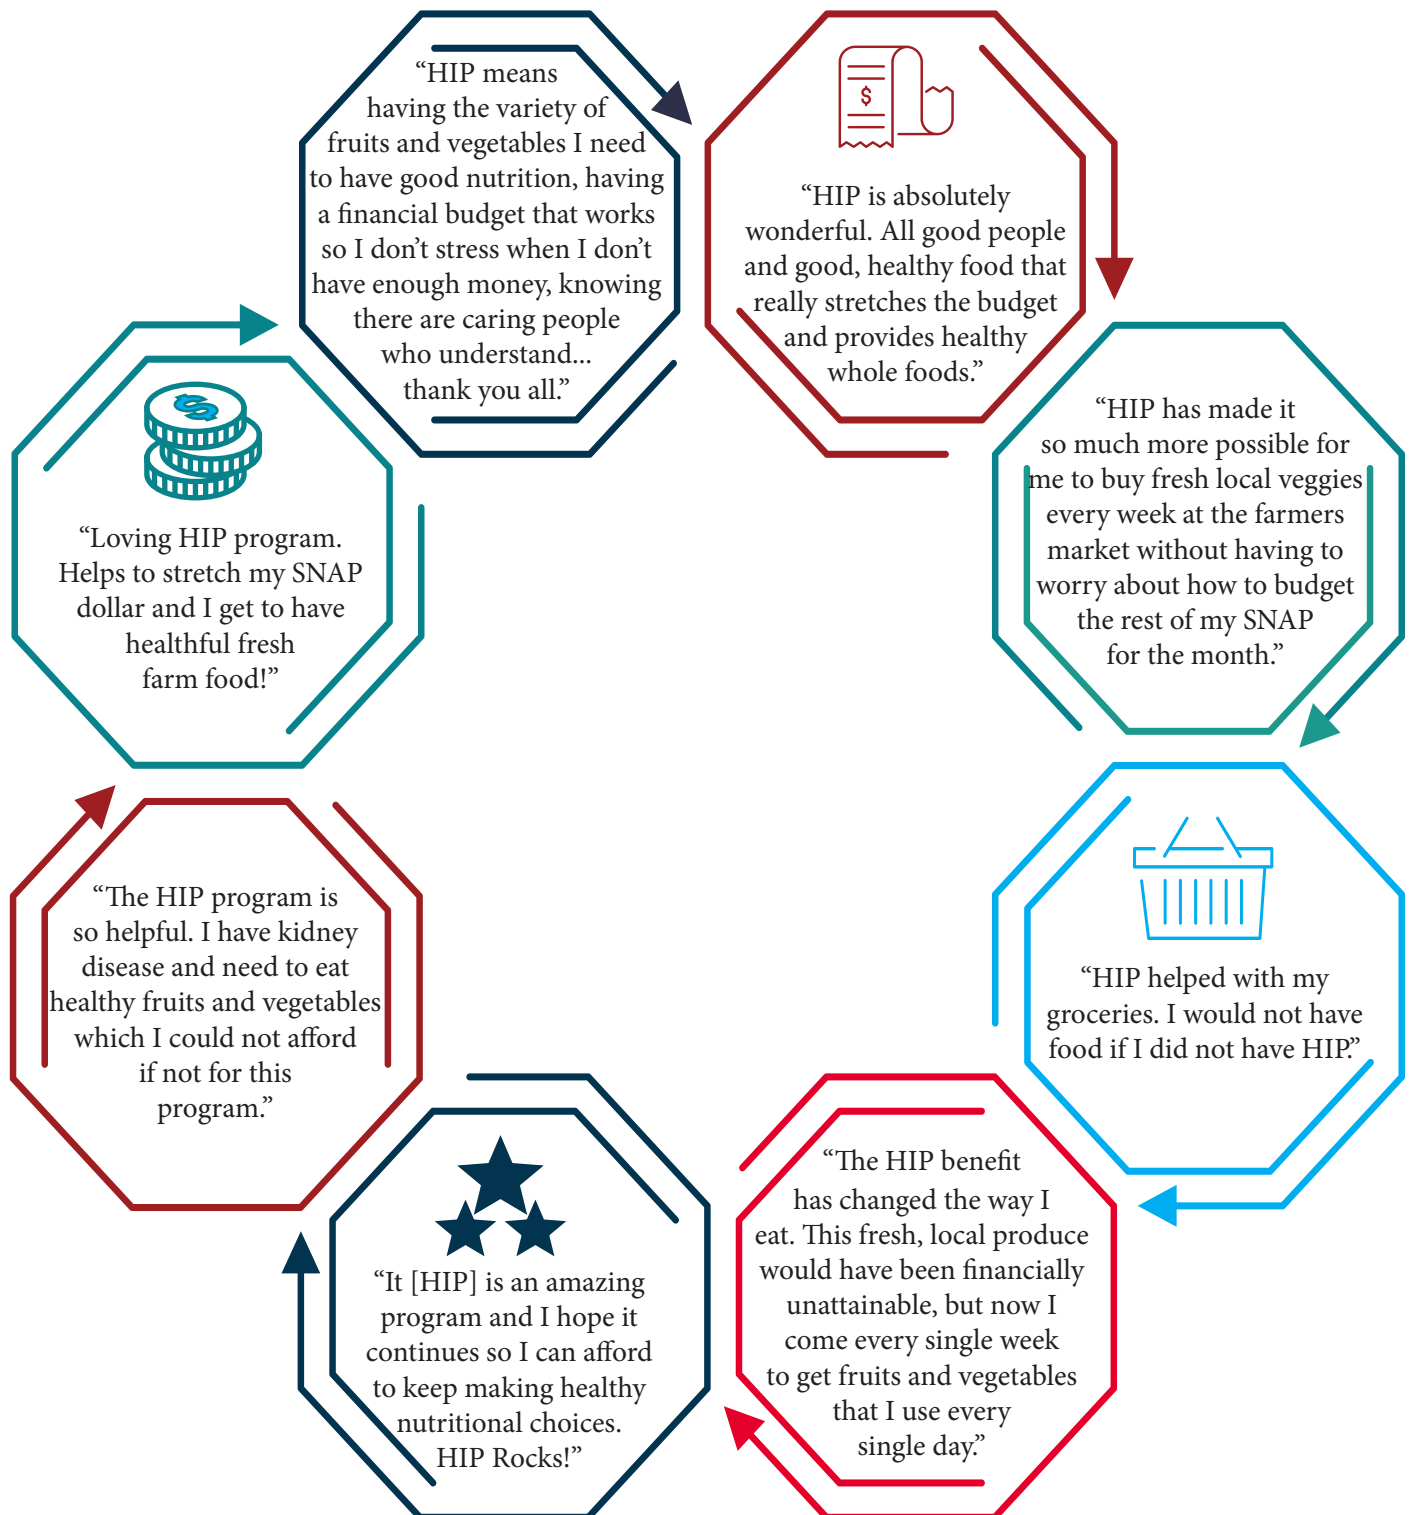 “HIP means
having the variety of
fruits and vegetables I need
to have good nutrition, having
a financial budget that works
so I don’t stress when I don’t
have enough money, knowing
there are caring people
who understand...
thank you all.”
$
“HIP is absolutely
wonderful. All good people
and good, healthy food that
really stretches the budget
and provides healthy
whole foods.”
“HIP has made it
so much more possible for
me to buy fresh local veggies
every week at the farmers
market without having to
worry about how to budget
the rest of my SNAP
for the month.”
“HIP helped with my
groceries. I would not have
food if I did not have HIP.”
“The HIP benefit
has changed the way I
eat. This fresh, local produce
would have been financially
unattainable, but now I
come every single week
to get fruits and vegetables
that I use every
single day.”
“It [HIP] is an amazing
program and I hope it
continues so I can afford
to keep making healthy
nutritional choices.
HIP Rocks!”
“The HIP program is
so helpful. I have kidney
disease and need to eat
healthy fruits and vegetables
which I could not afford
if not for this
program.”
$
“Loving HIP program.
Helps to stretch my SNAP
dollar and I get to have
healthful fresh
farm food!”